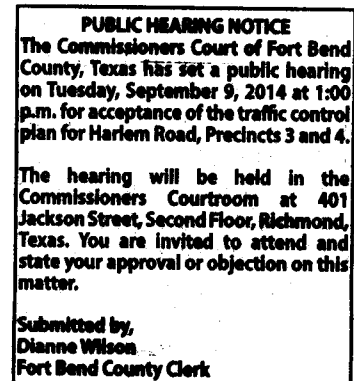 PUBLIC HEARING NOTICE
The Commissioners Court of Fort Bend
County, Texas has set a public hearing
on Tuesday, September 9, 2014 at 1:00
p.m. for acceptance of the traffic control
plan for Harlem Road, Precincts 3 and 4.
The hearing will be held in the
Commissioners Courtroom at 401
Jackson Street, Second Floor, Richmond,
Texas. You are invited to attend and
state your approval or objection on this
matter.
Submitted by,
Dianne Wilson
Fort Bend County Clerk